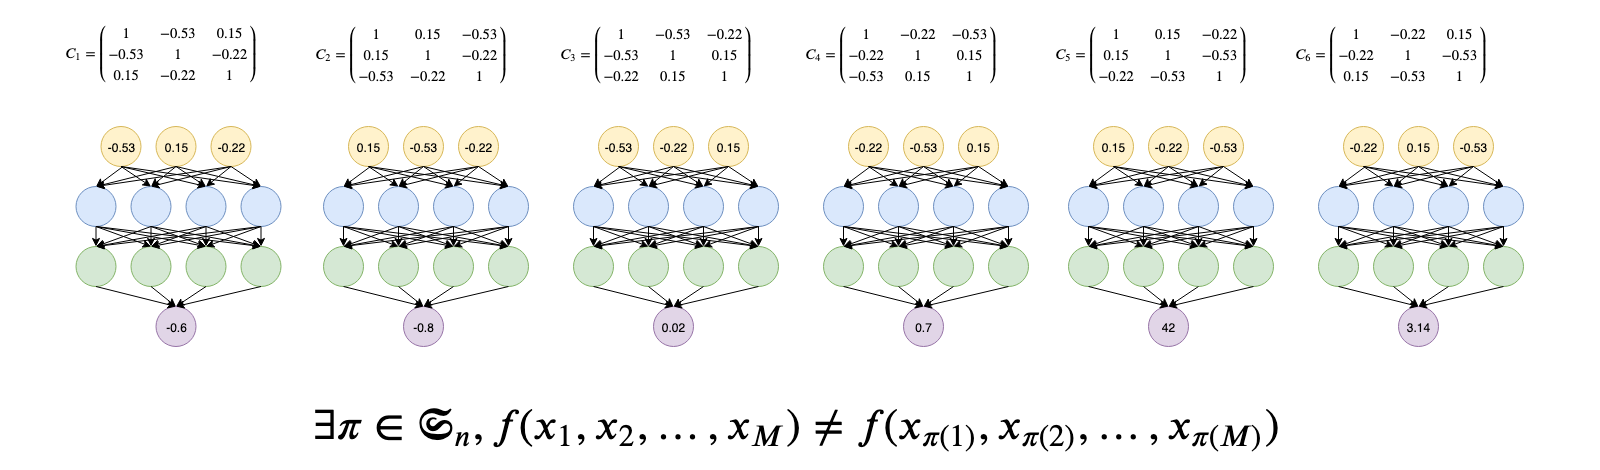 C₁ = ( 1 −0.53 0.15 −0.53 1 −0.22 0.15 −0.22 1 )
C₂ = ( 1 0.15 −0.53 0.15 1 −0.22 −0.53 −0.22 1 )
C₃ = ( 1 −0.53 −0.22 −0.53 1 0.15 −0.22 0.15 1 )
C₄ = ( 1 −0.22 −0.53 −0.22 1 0.15 −0.53 0.15 1 )
C₅ = ( 1 0.15 −0.22 0.15 1 −0.53 −0.22 −0.53 1 )
C₆ = ( 1 −0.22 0.15 −0.22 1 −0.53 0.15 −0.53 1 )
-0.53 0.15 -0.22
0.15 -0.53 -0.22
-0.53 -0.22 0.15
-0.22 -0.53 0.15
0.15 -0.22 -0.53
-0.22 0.15 -0.53
-0.6
-0.8
0.02
0.7
42
3.14
∃π ∈ 𝔖ₙ, f(x₁, x₂, … , x_M) ≠ f(x_{π(1)}, x_{π(2)}, … , x_{π(M)})